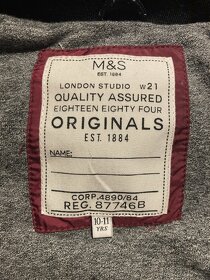 M&S
EST. 1884
LONDON STUDIO w21
QUALITY ASSURED
EIGHTEEN EIGHTY FOUR
ORIGINALS
EST. 1884
NAME:
CORP.4890/84
REG. 87746B
10-11
YRS